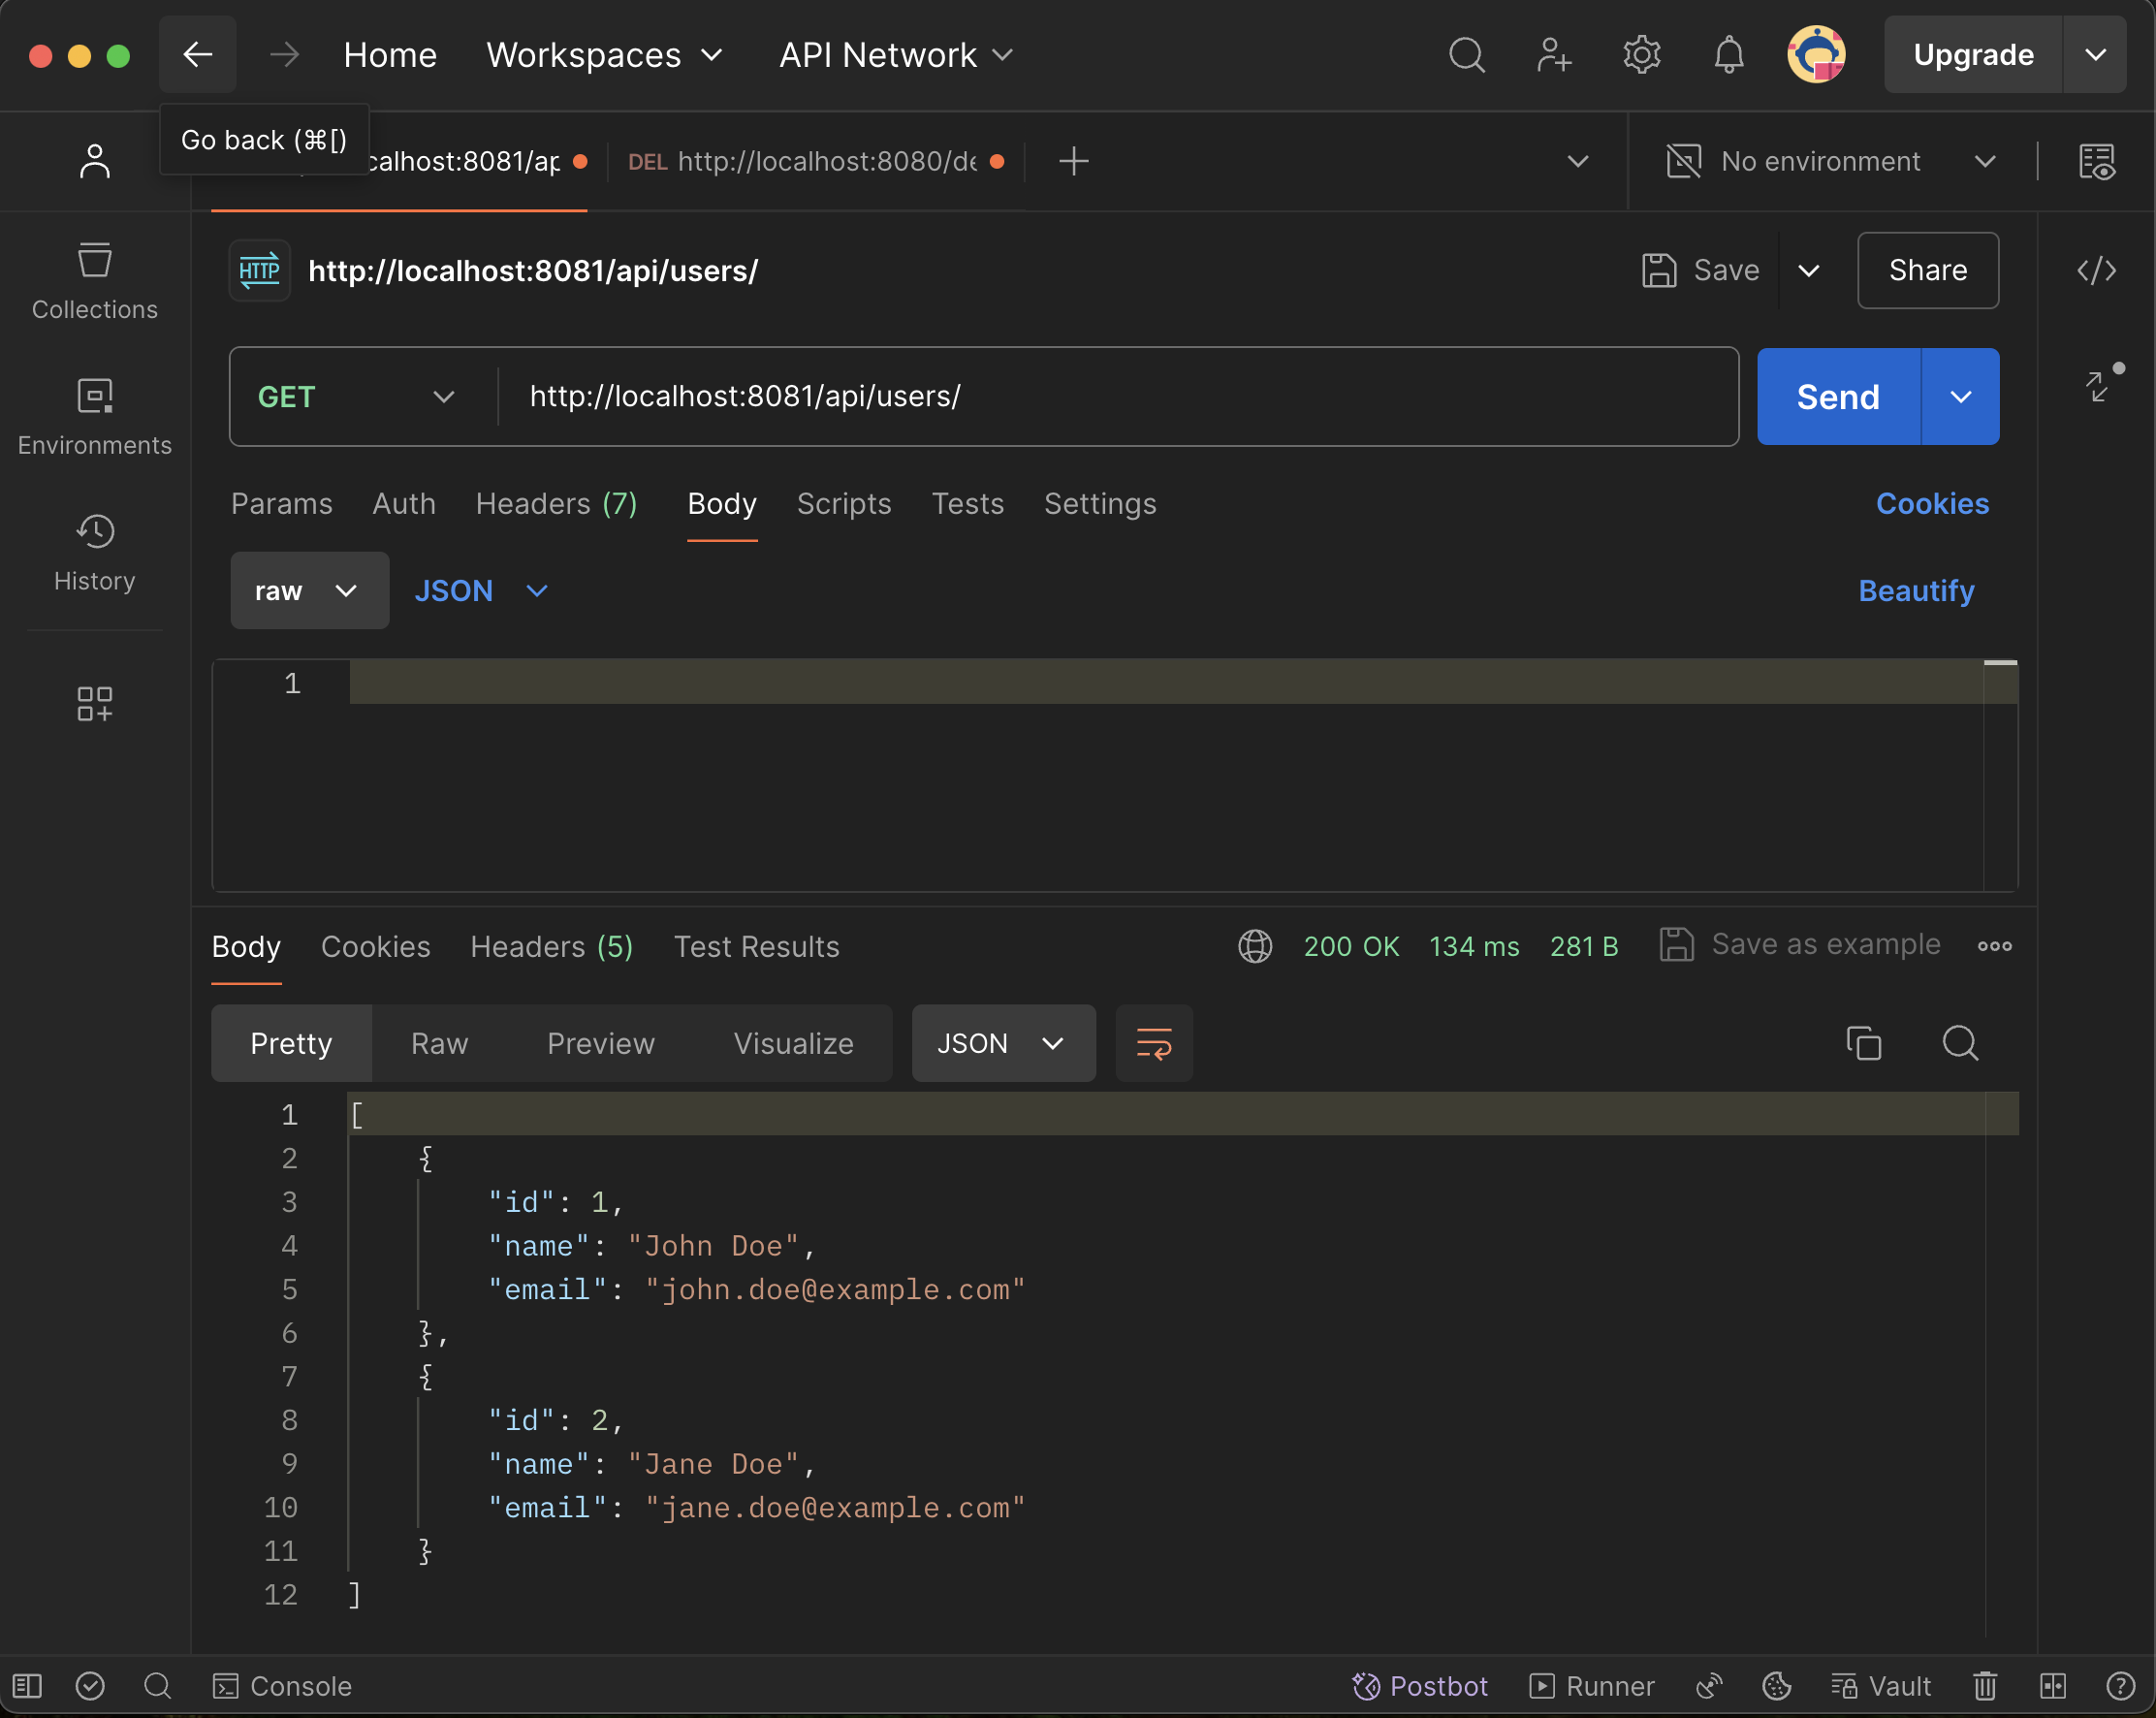 Home Workspaces API Network Upgrade
Go back (⌘[)
calhost:8081/ap DEL http://localhost:8080/de No environment
HTTP http://localhost:8081/api/users/ Save Share
Collections
GET http://localhost:8081/api/users/ Send
Environments
Params Auth Headers (7) Body Scripts Tests Settings Cookies
History
raw JSON Beautify
1
Body Cookies Headers (5) Test Results 200 OK 134 ms 281 B Save as example
Pretty Raw Preview Visualize JSON
1 [
2 {
3 "id": 1,
4 "name": "John Doe",
5 "email": "john.doe@example.com"
6 },
7 {
8 "id": 2,
9 "name": "Jane Doe",
10 "email": "jane.doe@example.com"
11 }
12 ]
Console Postbot Runner Vault